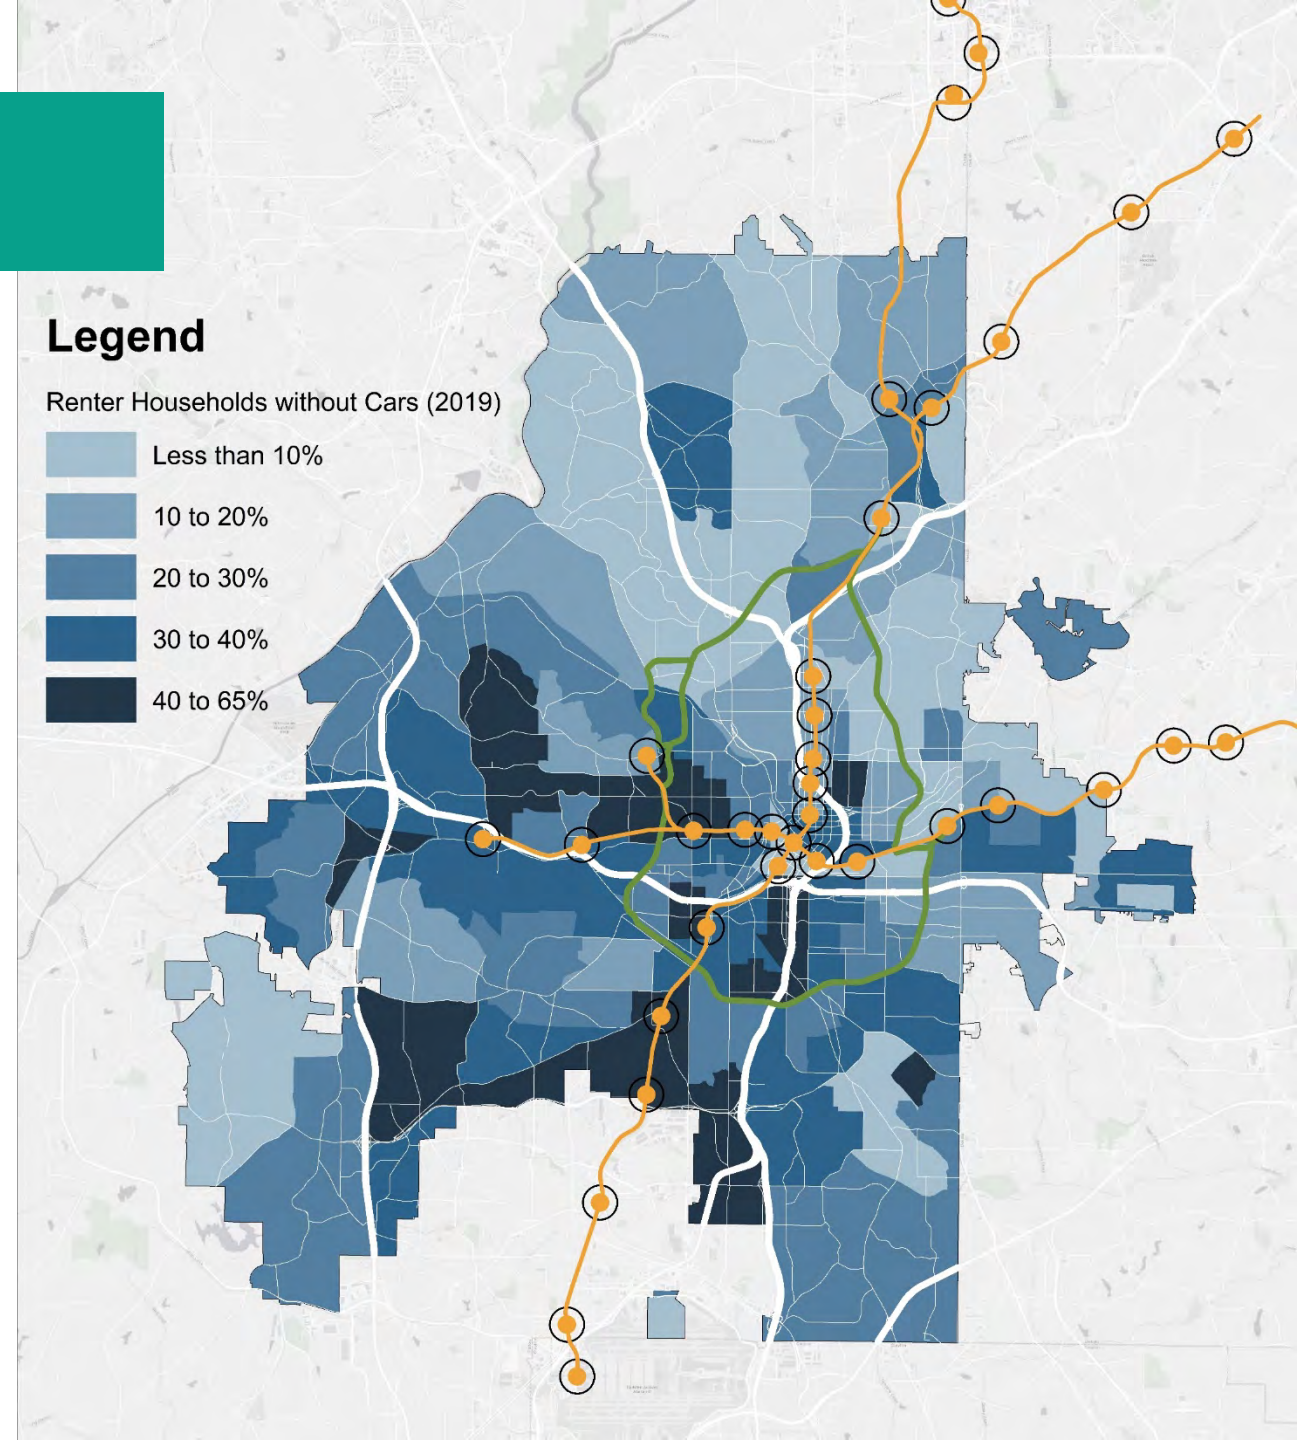 Legend
Renter Households without Cars (2019)
Less than 10%
10 to 20%
20 to 30%
30 to 40%
40 to 65%